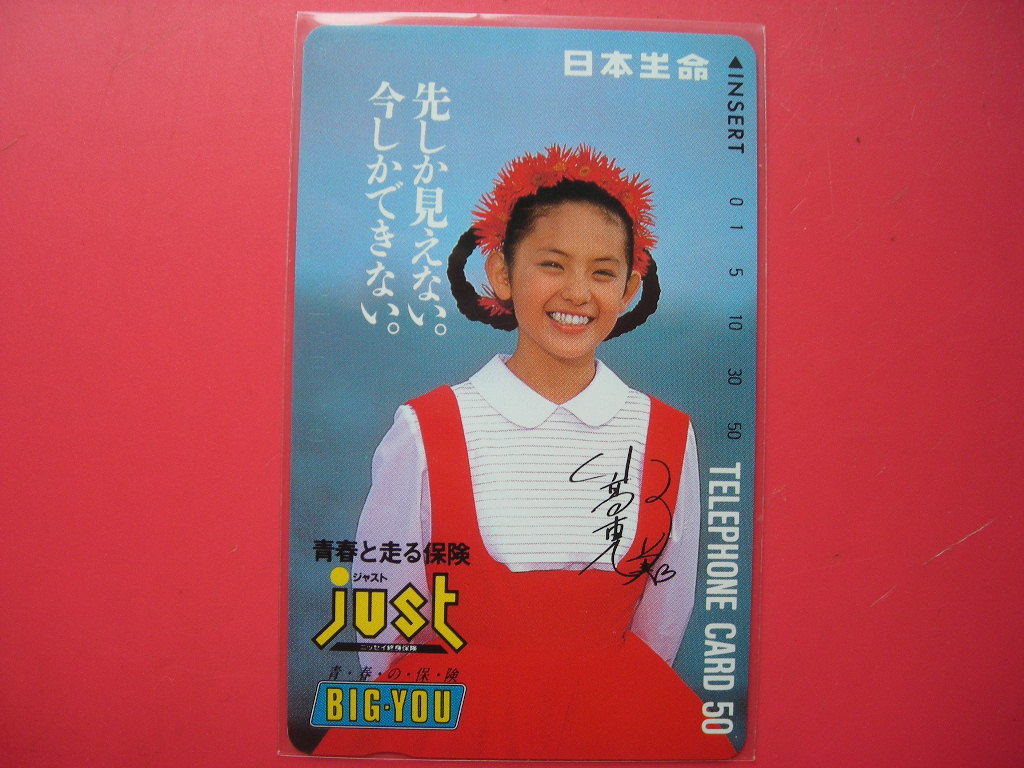 日本生命
先しか見えない。
今しかできない。
◀INSERT 0 1 5 10 30 50
TELEPHONE CARD 50
青春と走る保険
ジャスト
just
ニッセイ終身保険
青・春・の・保・険
BIG・YOU